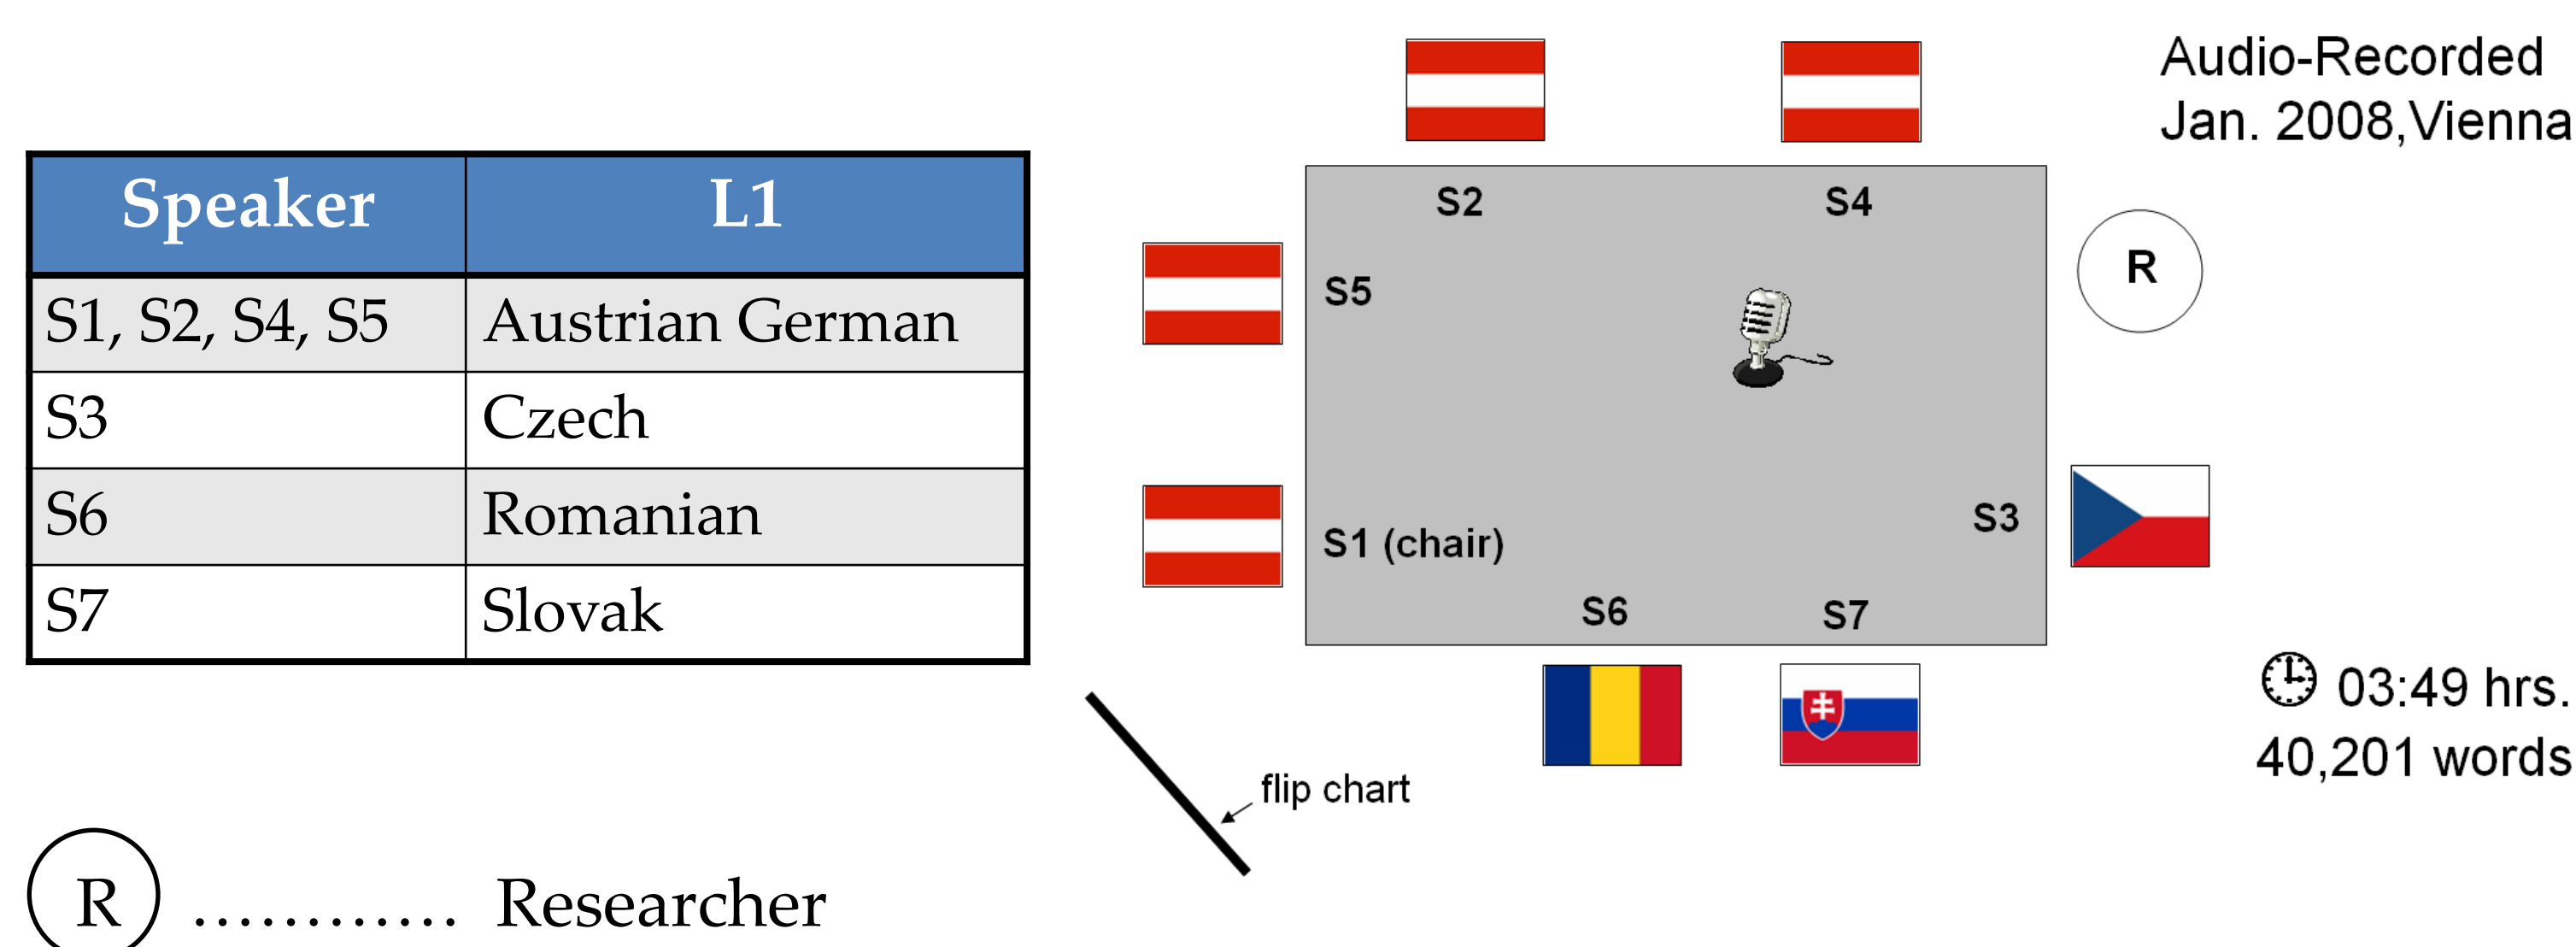 Audio-Recorded
Jan. 2008,Vienna
Speaker L1
S1, S2, S4, S5 Austrian German
S3 Czech
S6 Romanian
S7 Slovak
S2 S4
R
S5
S3
S1 (chair)
S6 S7
03:49 hrs.
40,201 words
flip chart
R ............ Researcher